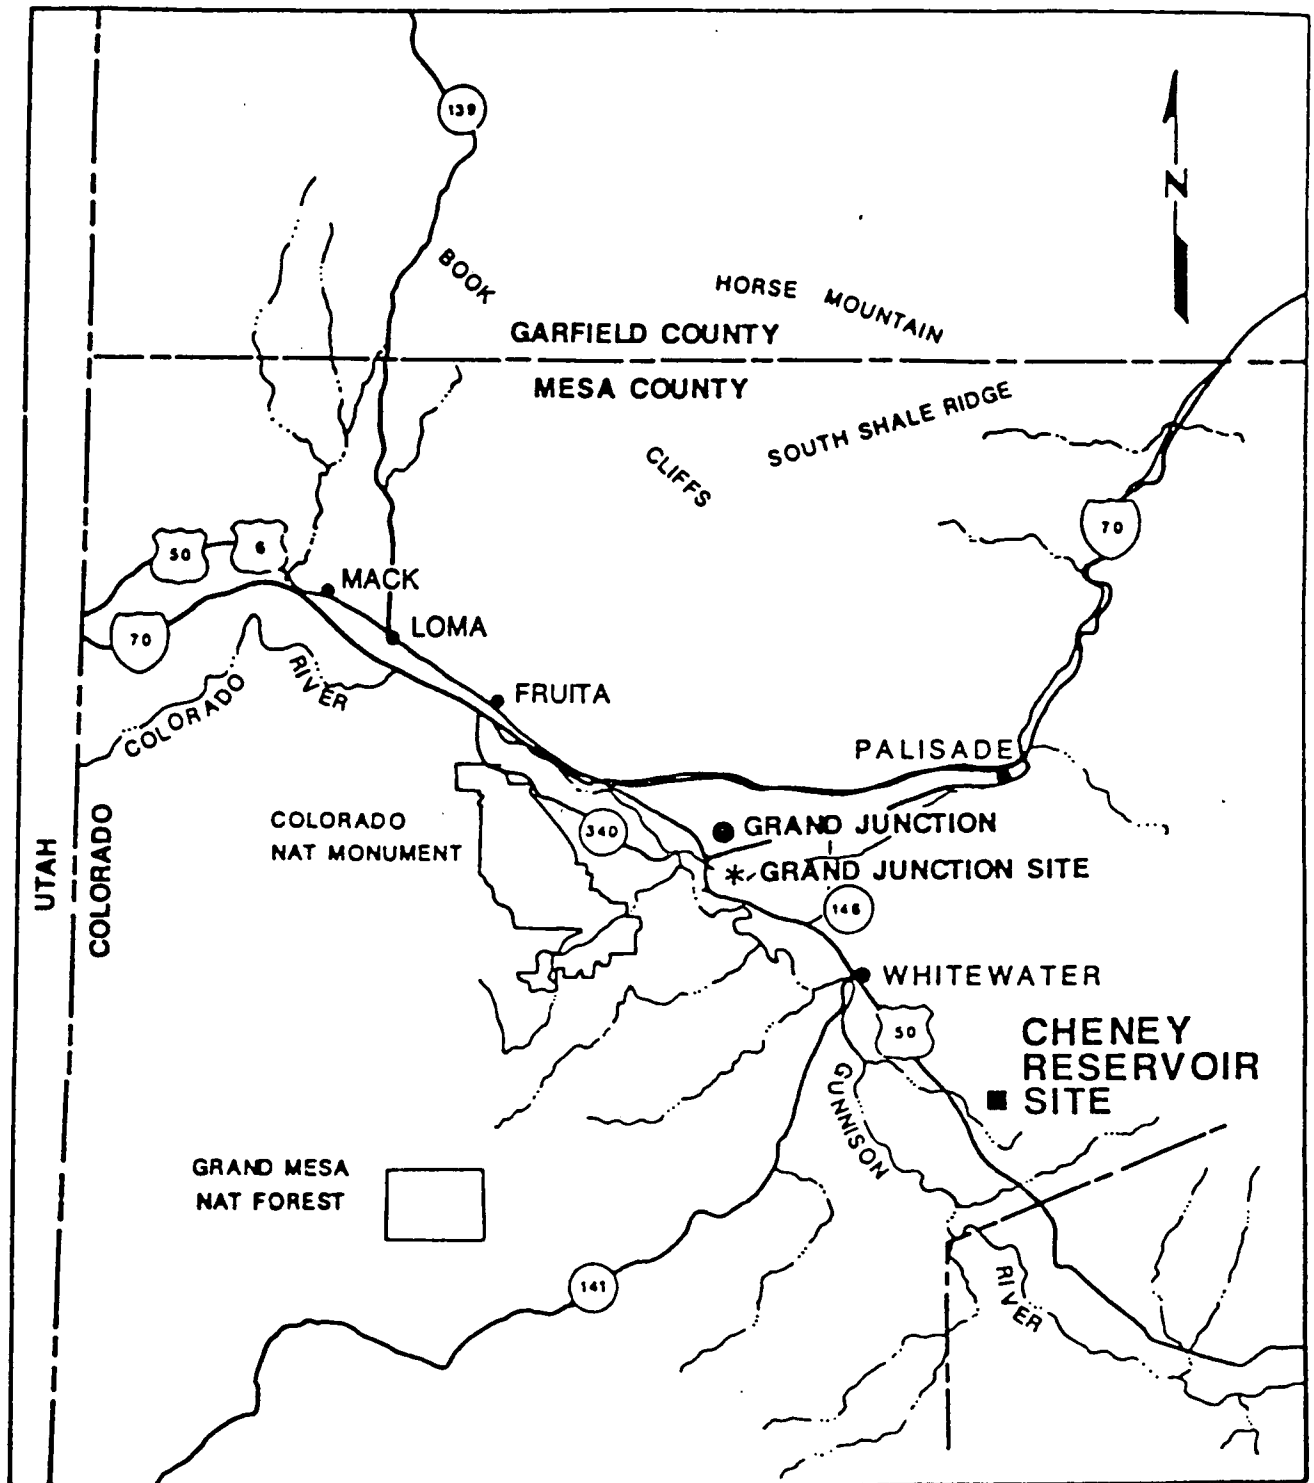 139
N
BOOK
HORSE MOUNTAIN
GARFIELD COUNTY
MESA COUNTY
SOUTH SHALE RIDGE
CLIFFS
70
50
6
MACK
70
LOMA
COLORADO
RIVER
FRUITA
PALISADE
COLORADO
NAT MONUMENT
340
GRAND JUNCTION
GRAND JUNCTION SITE
UTAH
COLORADO
146
WHITEWATER
50
CHENEY
RESERVOIR
SITE
GUNNISON
GRAND MESA
NAT FOREST
RIVER
141